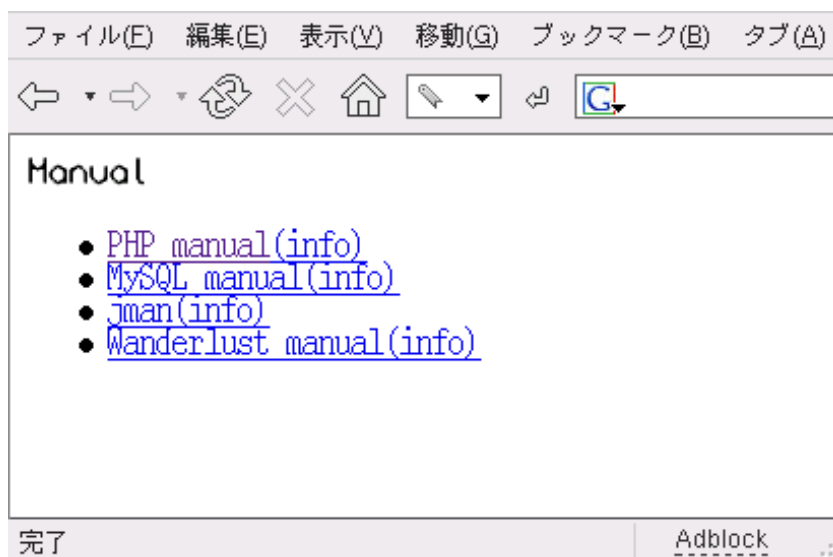 ファイル(F) 編集(E) 表示(V) 移動(G) ブックマーク(B) タブ(A)
G
Manual
PHP manual(info)
MySQL manual(info)
jman(info)
Wanderlust manual(info)
完了 Adblock